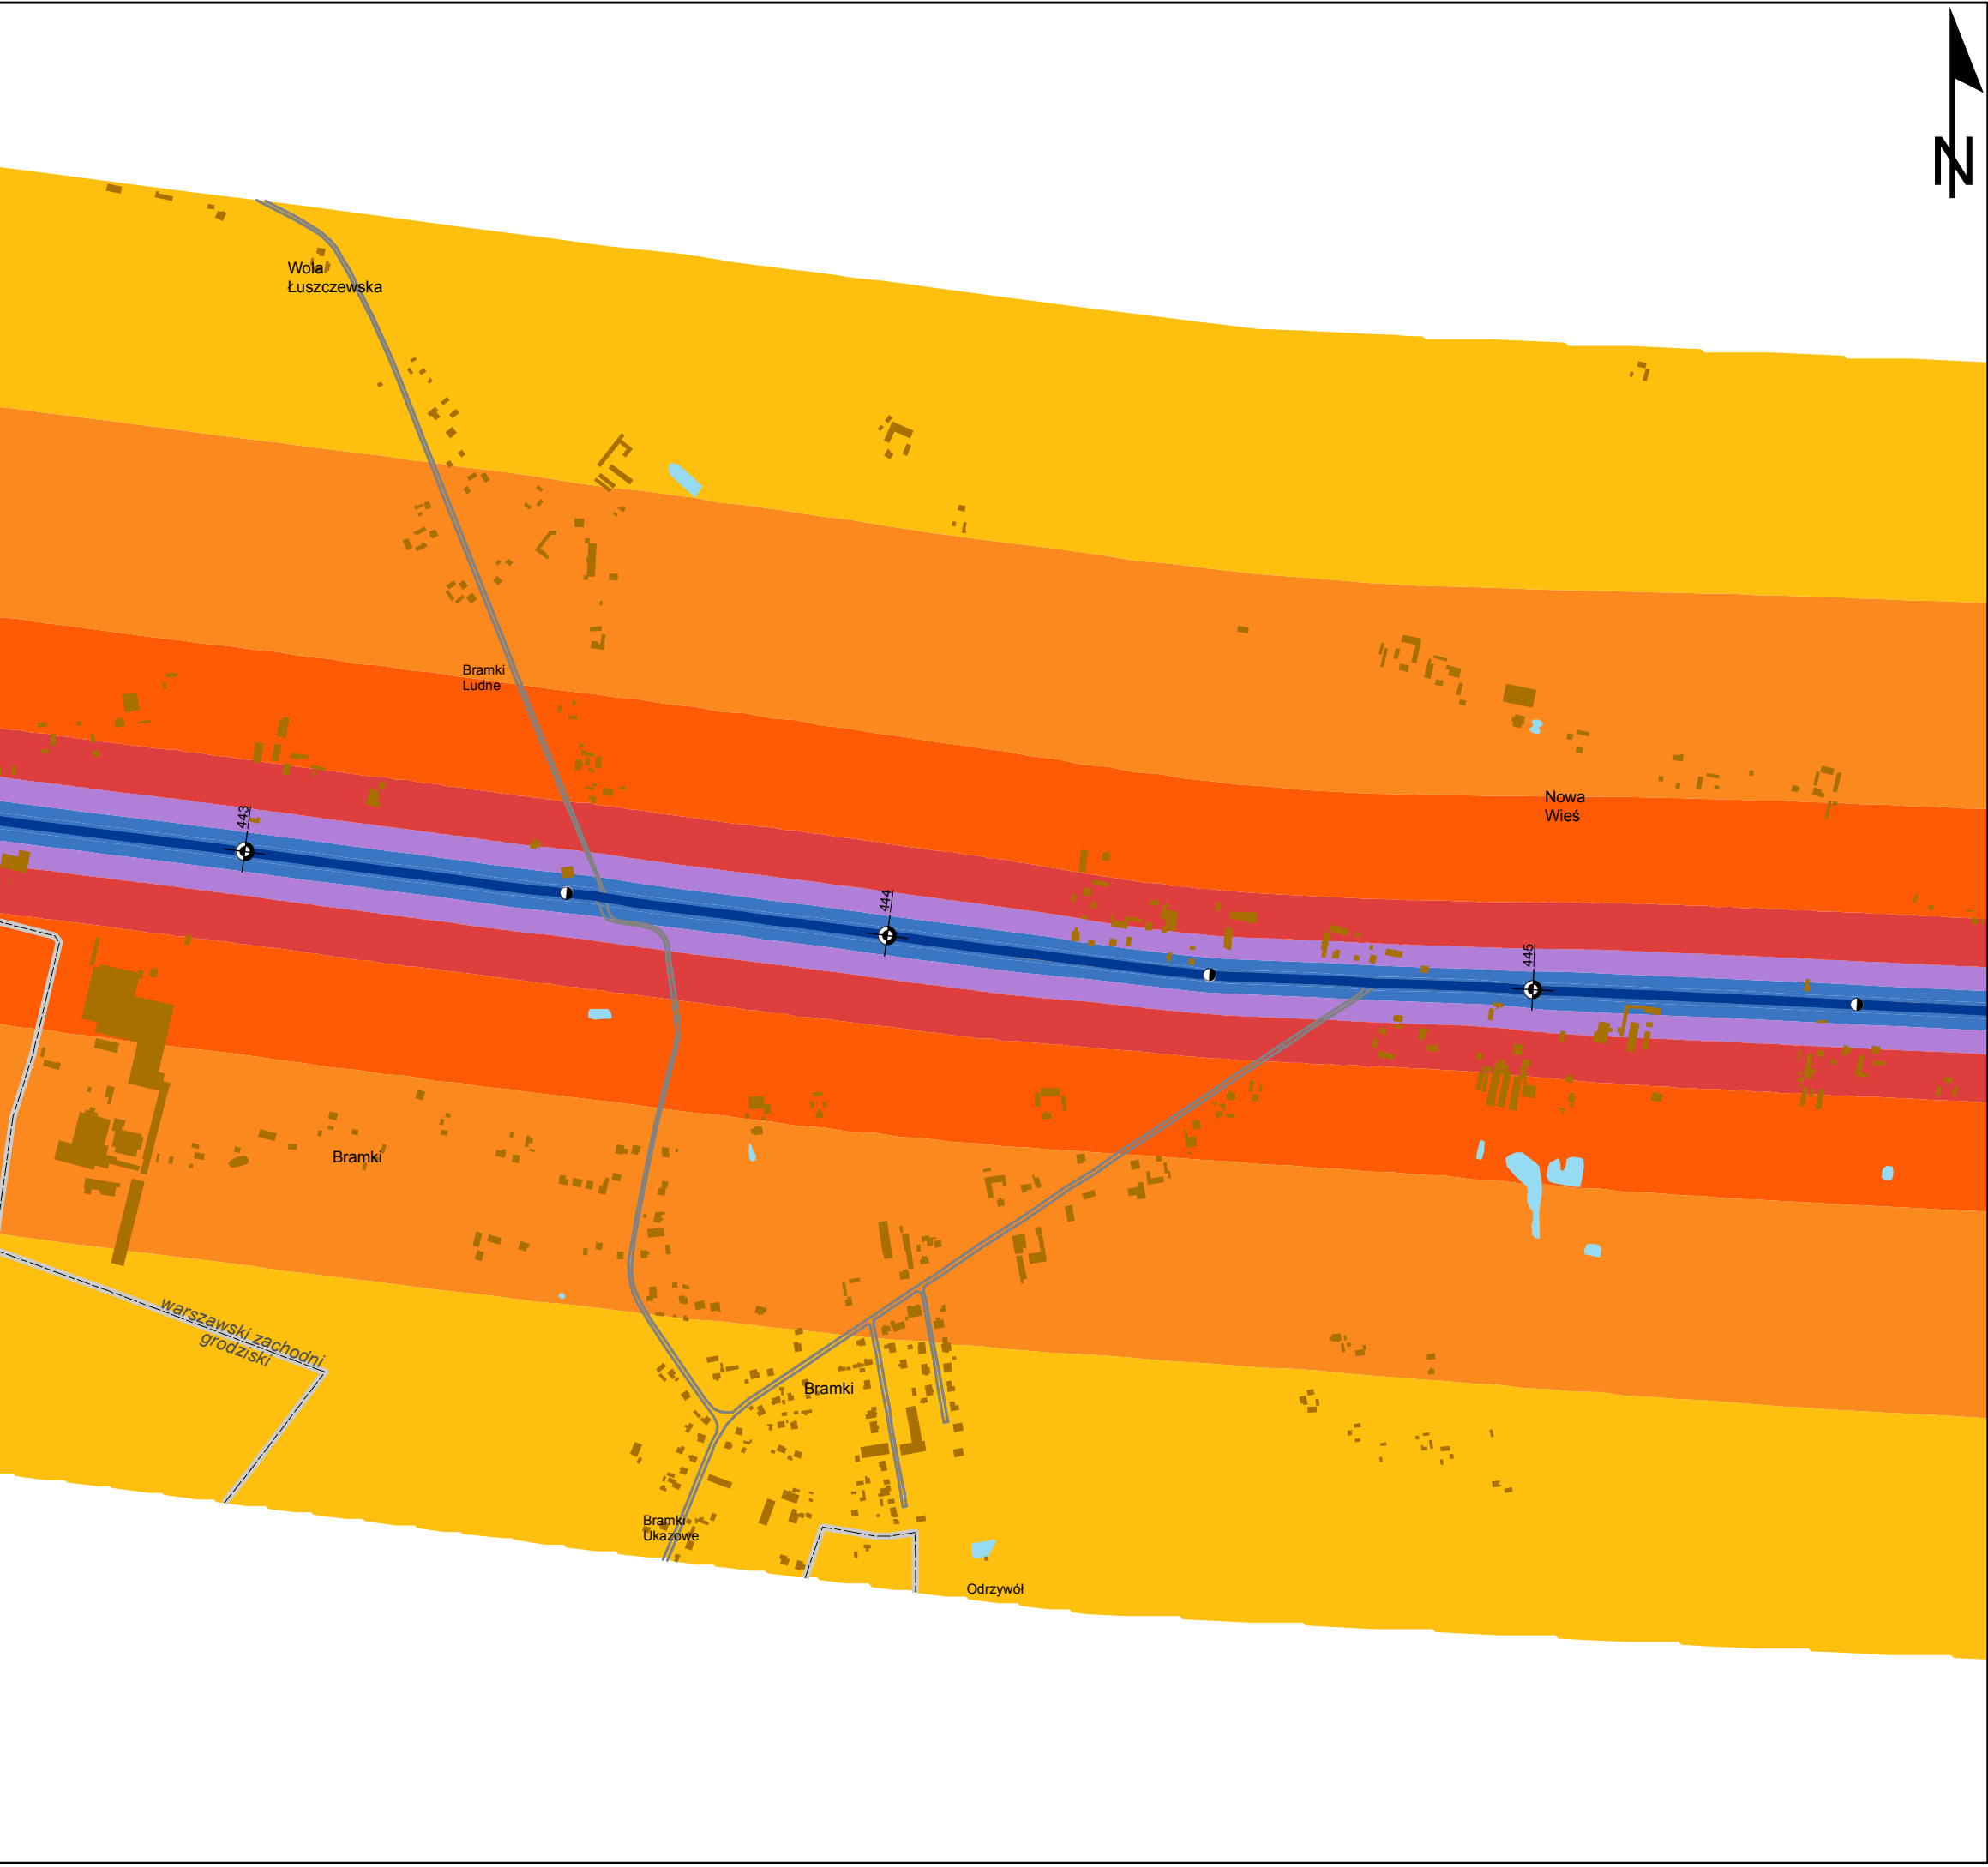 N
Wola
Łuszczewska
Bramki
Ludne
Nowa
Wieś
443
444
445
Bramki
warszawski zachodni
grodziski
Bramki
Bramki
Ukazowe
Odrzywół